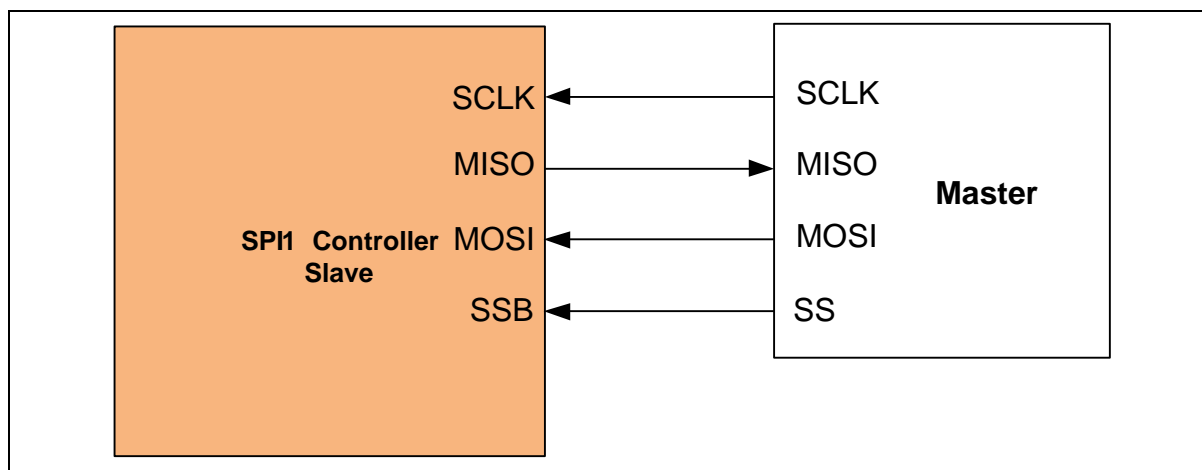 SCLK
MISO
SPI1 Controller
Slave
MOSI
SSB
SCLK
MISO
Master
MOSI
SS